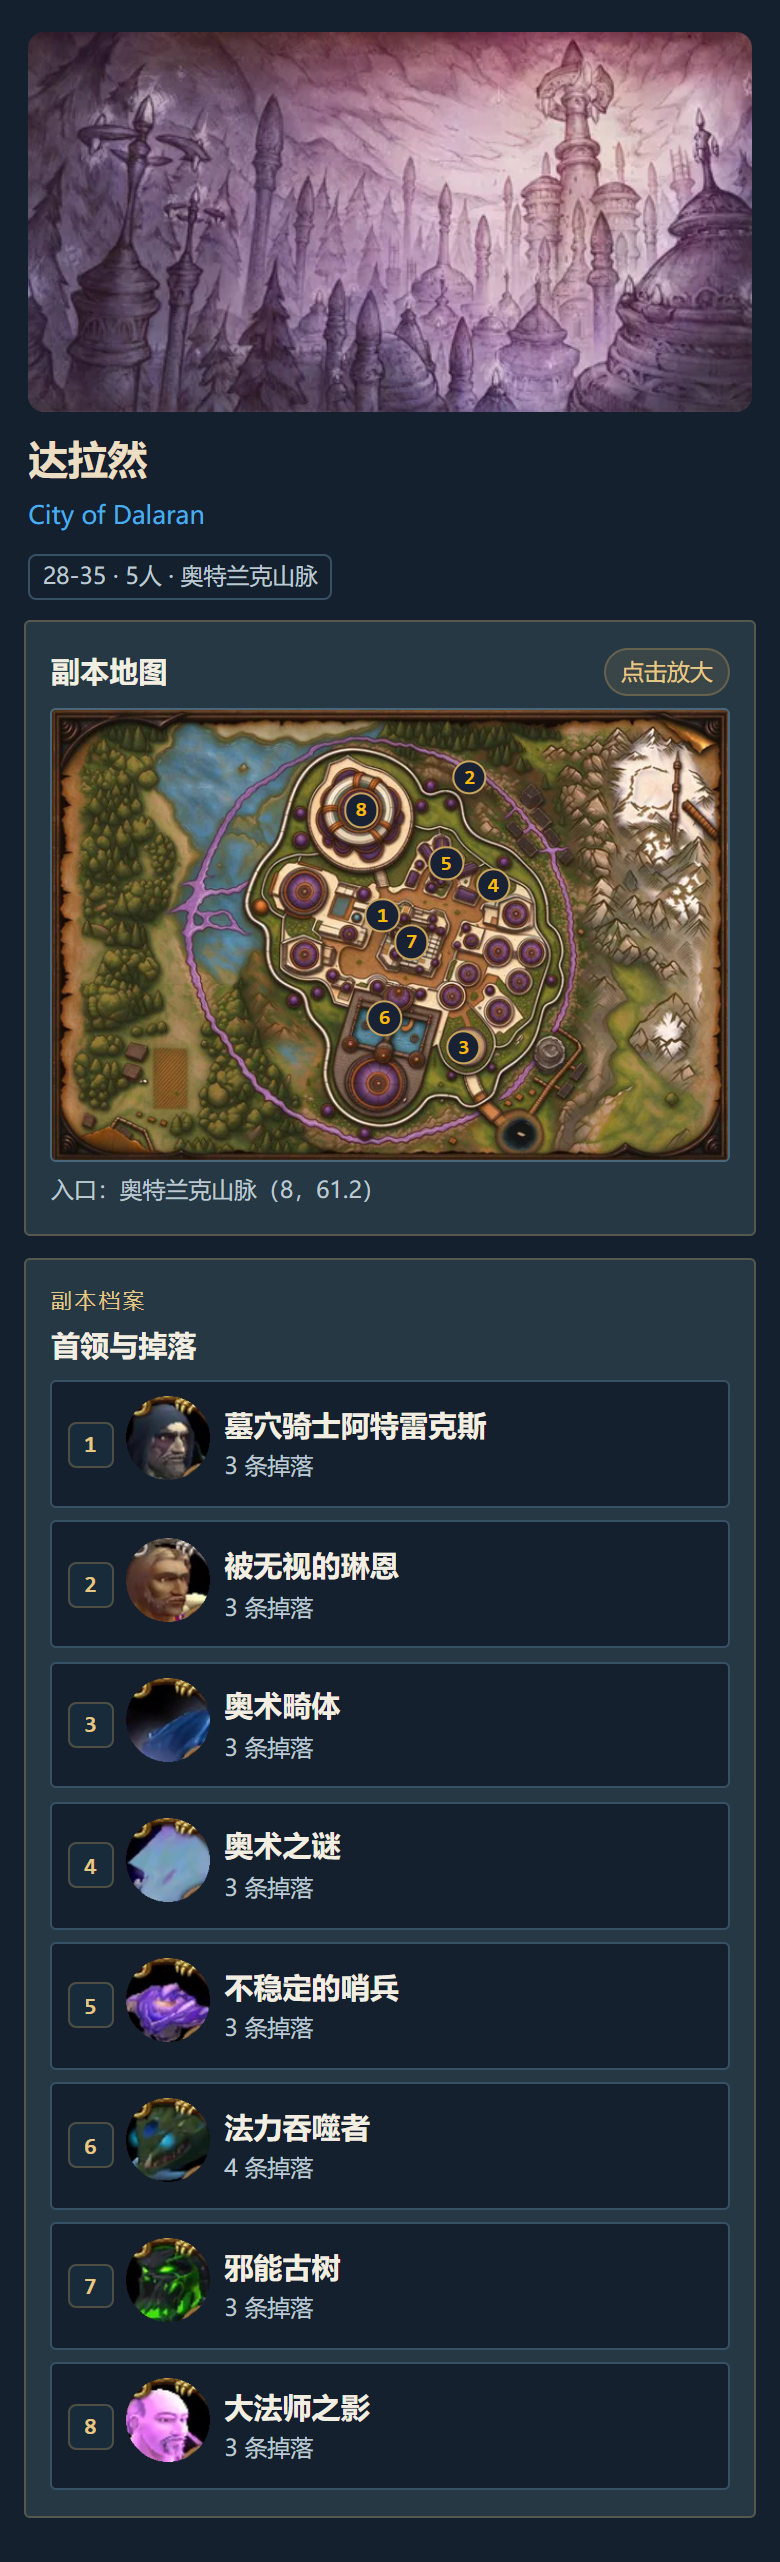 达拉然
City of Dalaran
28-35 · 5人 · 奥特兰克山脉
副本地图
点击放大
2
8
5
4
1
7
6
3
入口：奥特兰克山脉（8，61.2）
副本档案
首领与掉落
1
墓穴骑士阿特雷克斯
3 条掉落
2
被无视的琳恩
3 条掉落
3
奥术畸体
3 条掉落
4
奥术之谜
3 条掉落
5
不稳定的哨兵
3 条掉落
6
法力吞噬者
4 条掉落
7
邪能古树
3 条掉落
8
大法师之影
3 条掉落